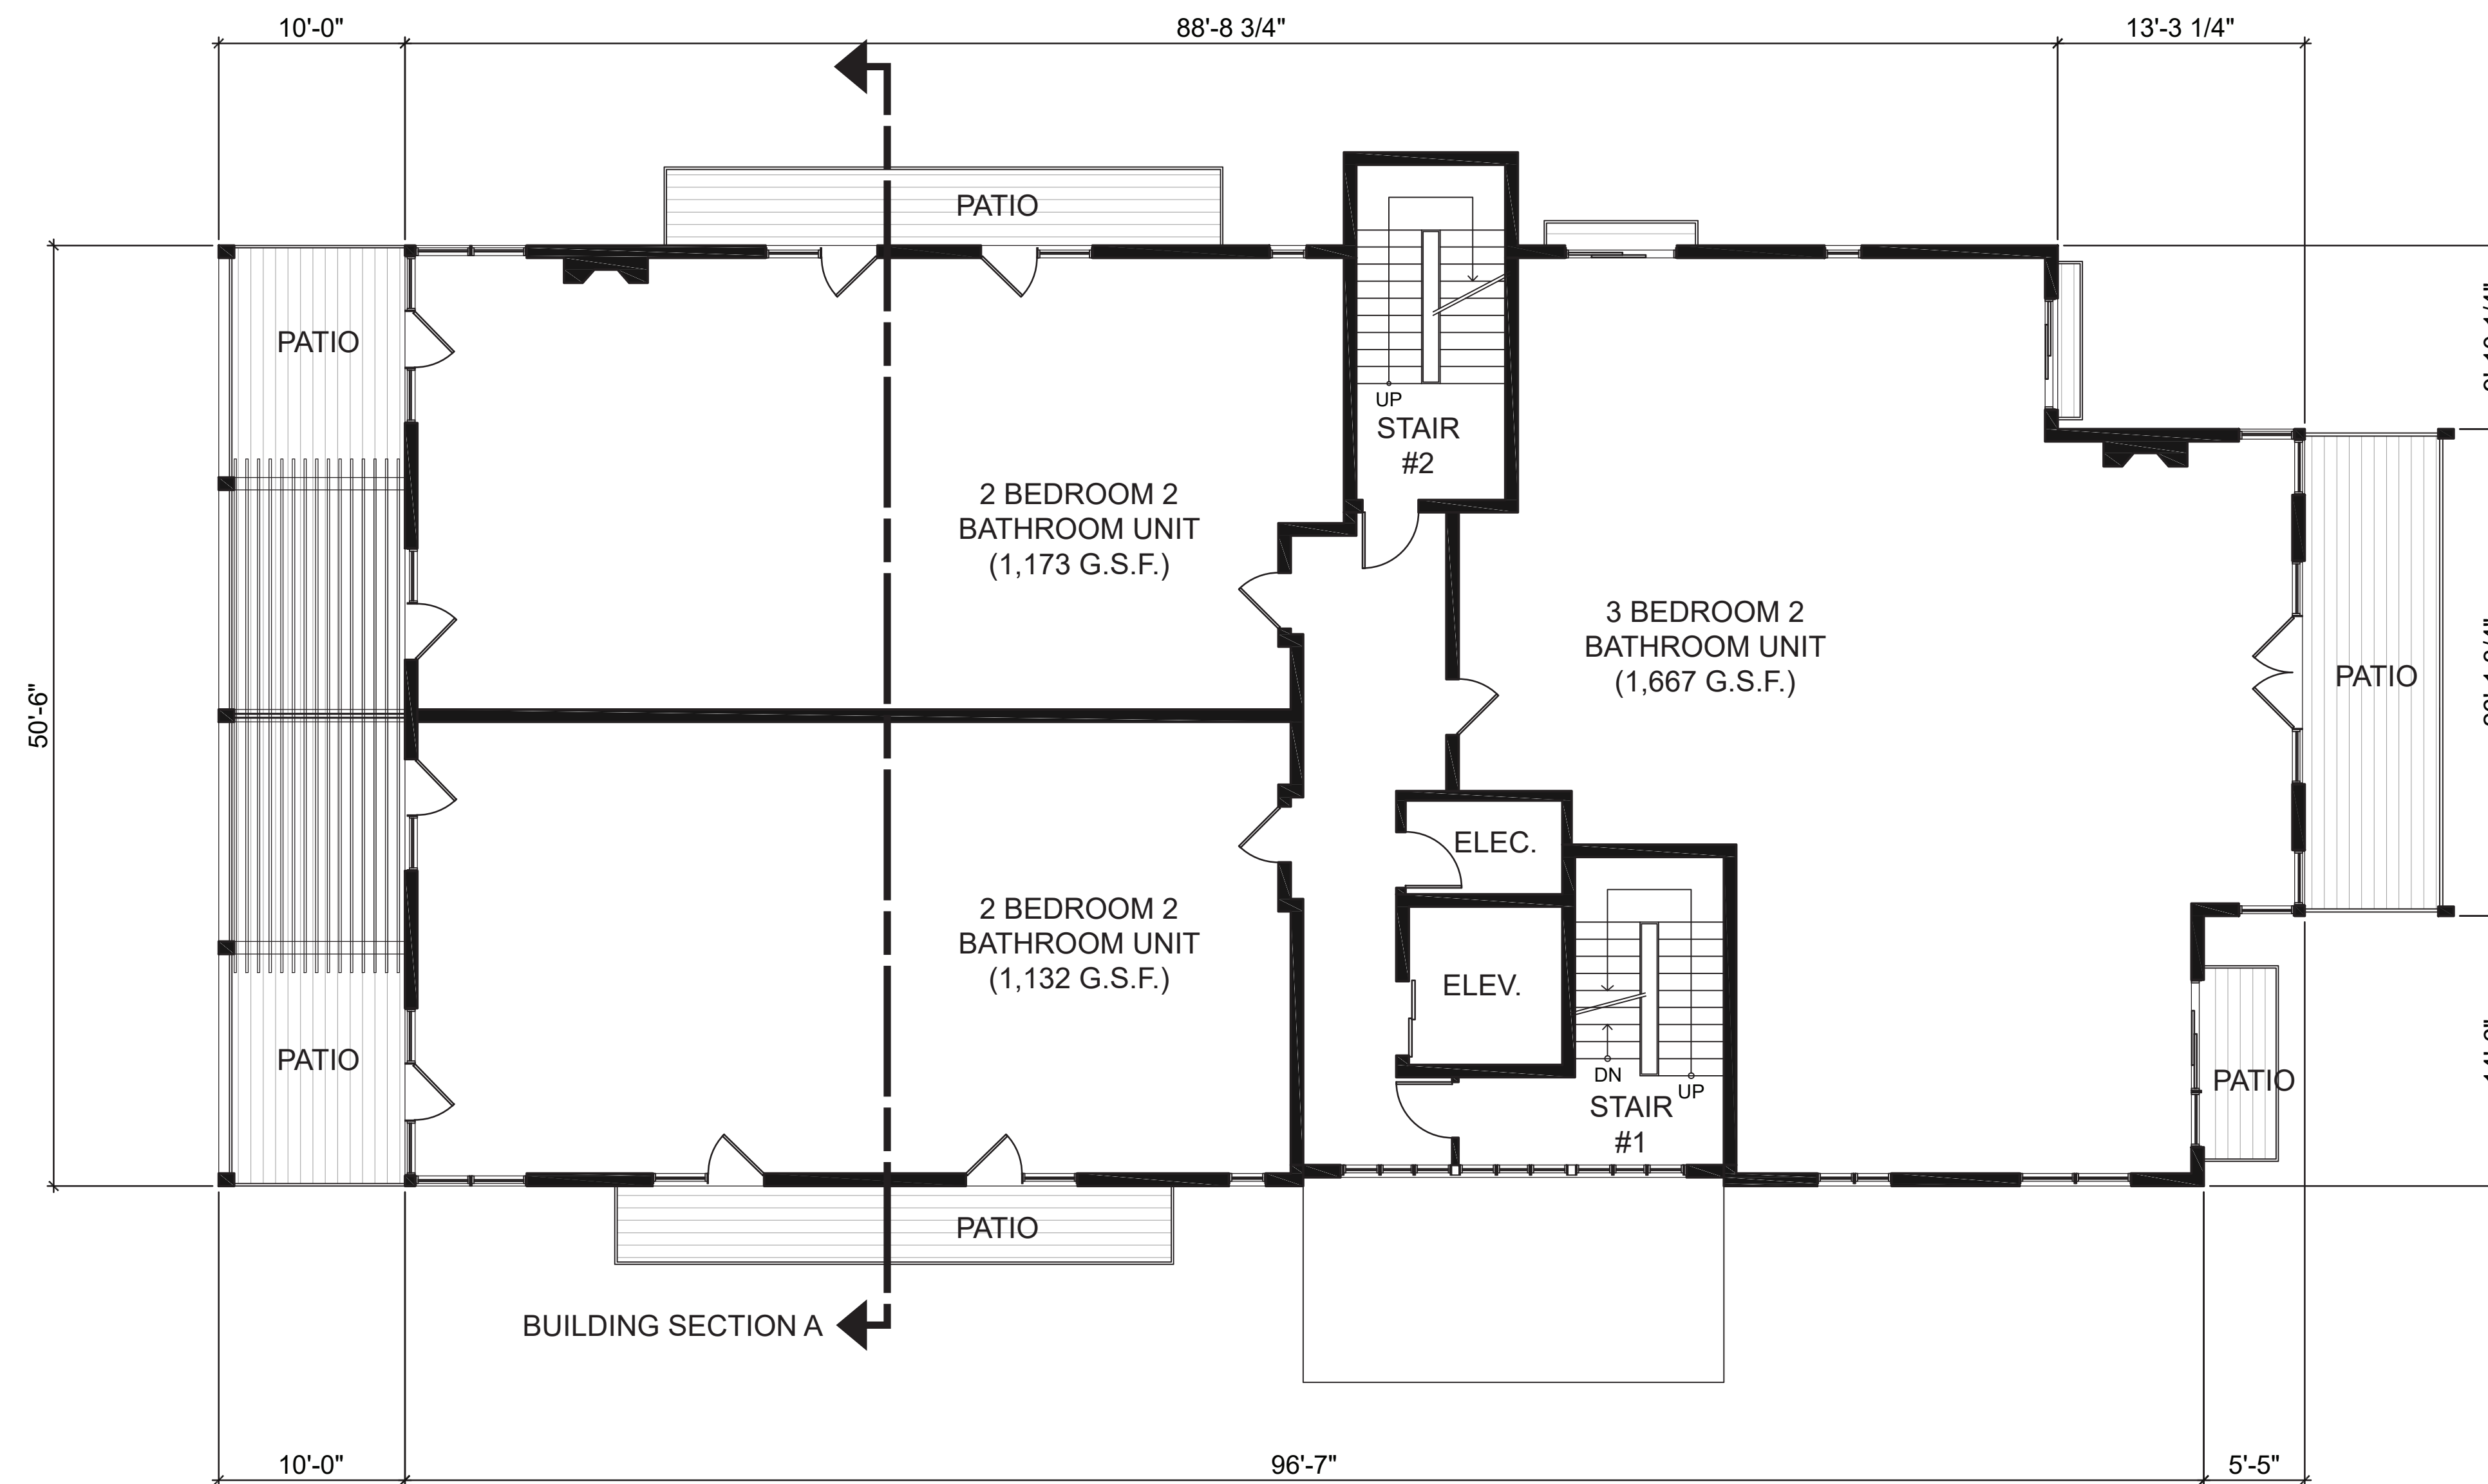 10'-0"
88'-8 3/4"
13'-3 1/4"
PATIO
PATIO
UP
STAIR
#2
2 BEDROOM 2
BATHROOM UNIT
(1,173 G.S.F.)
3 BEDROOM 2
BATHROOM UNIT
(1,667 G.S.F.)
PATIO
50'-6"
ELEC.
2 BEDROOM 2
BATHROOM UNIT
(1,132 G.S.F.)
ELEV.
PATIO
DN
UP
STAIR
#1
PATIO
PATIO
BUILDING SECTION A
10'-0"
96'-7"
5'-5"